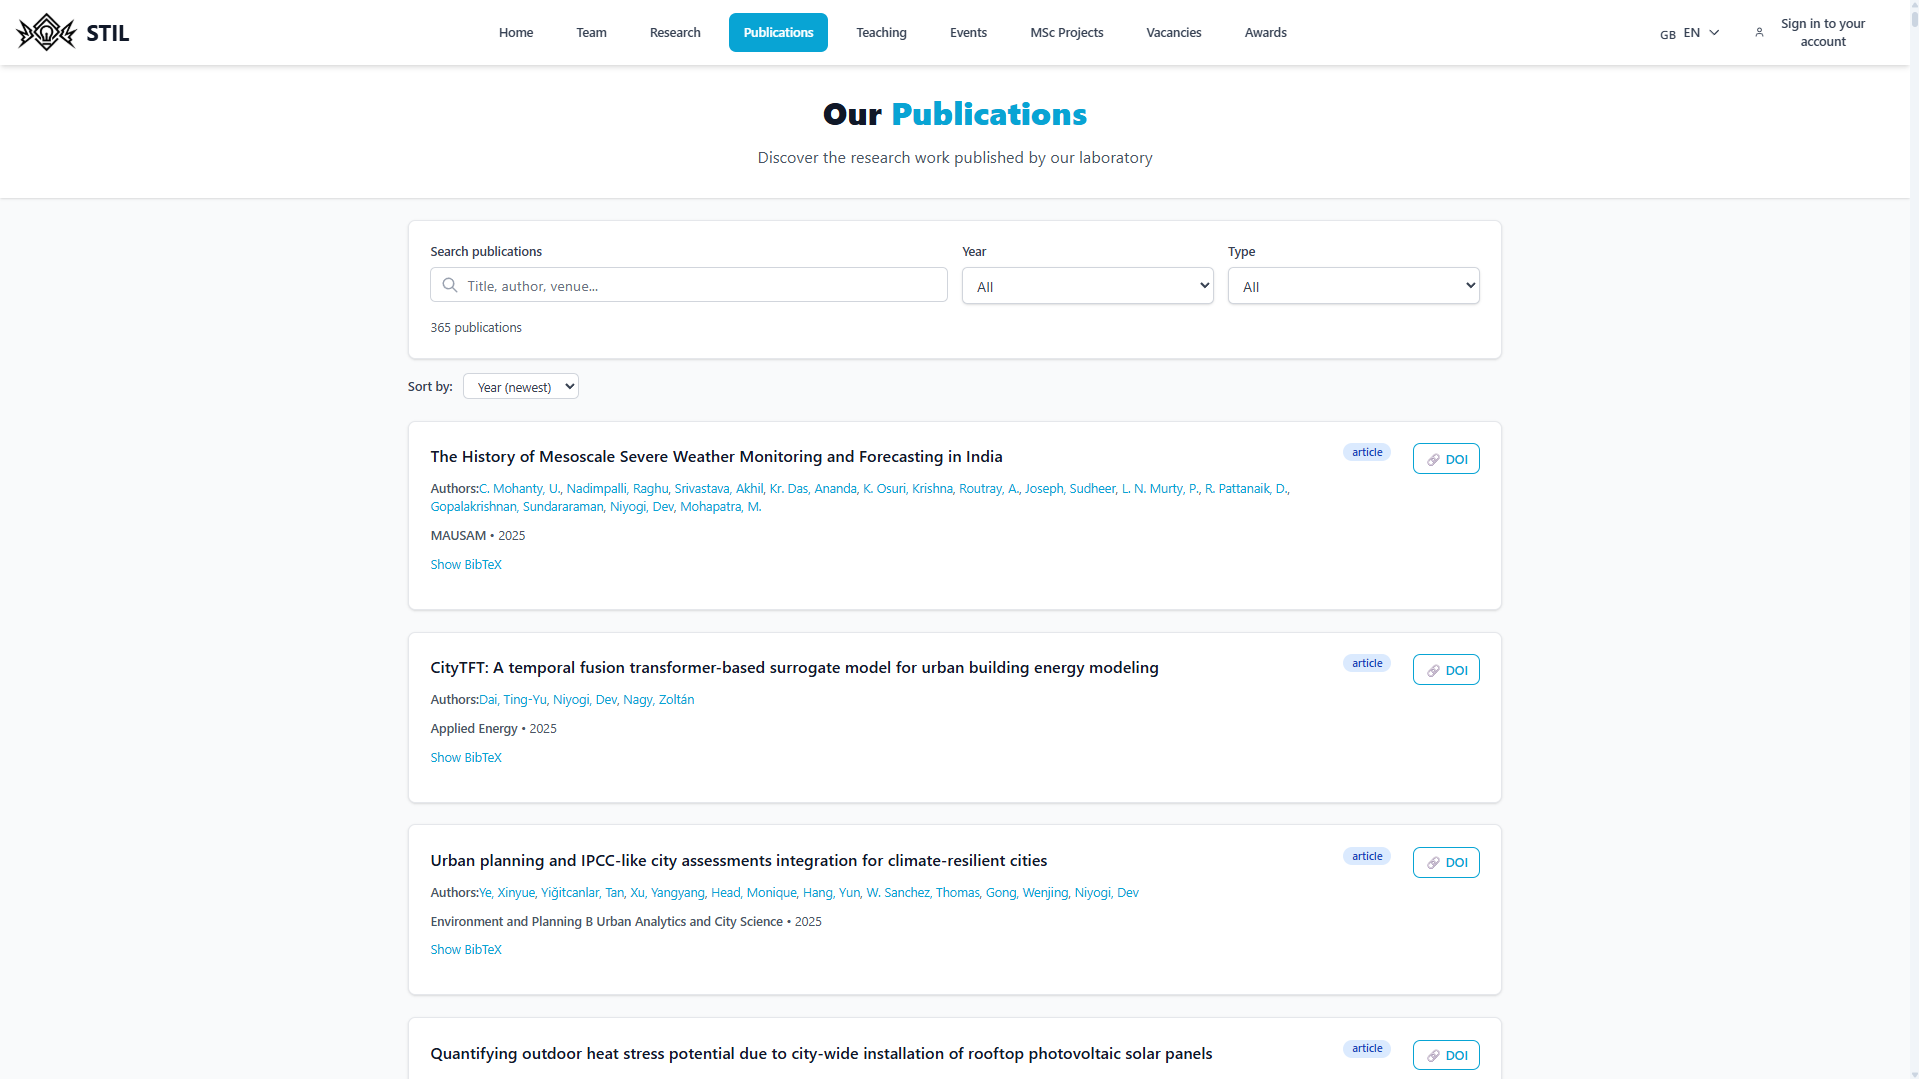 STIL
Home
Team
Research
Publications
Teaching
Events
MSc Projects
Vacancies
Awards
GB EN
Sign in to your
account
Our Publications
Discover the research work published by our laboratory
Search publications
Title, author, venue...
Year
All
Type
All
365 publications
Sort by:
Year (newest)
The History of Mesoscale Severe Weather Monitoring and Forecasting in India
article
DOI
Authors:C. Mohanty, U., Nadimpalli, Raghu, Srivastava, Akhil, Kr. Das, Ananda, K. Osuri, Krishna, Routray, A., Joseph, Sudheer, L. N. Murty, P., R. Pattanaik, D.,
Gopalakrishnan, Sundararaman, Niyogi, Dev, Mohapatra, M.
MAUSAM • 2025
Show BibTeX
CityTFT: A temporal fusion transformer-based surrogate model for urban building energy modeling
article
DOI
Authors:Dai, Ting-Yu, Niyogi, Dev, Nagy, Zoltán
Applied Energy • 2025
Show BibTeX
Urban planning and IPCC-like city assessments integration for climate-resilient cities
article
DOI
Authors:Ye, Xinyue, Yiğitcanlar, Tan, Xu, Yangyang, Head, Monique, Hang, Yun, W. Sanchez, Thomas, Gong, Wenjing, Niyogi, Dev
Environment and Planning B Urban Analytics and City Science • 2025
Show BibTeX
Quantifying outdoor heat stress potential due to city-wide installation of rooftop photovoltaic solar panels
article
DOI